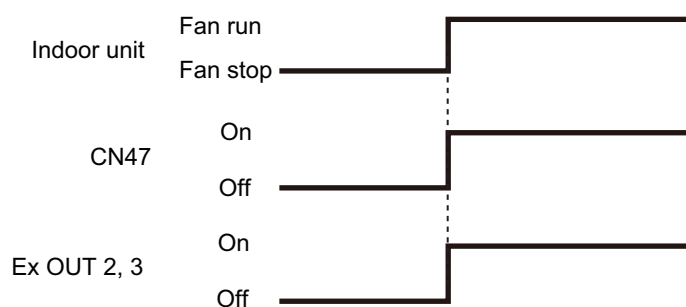 Fan run
Indoor unit
Fan stop
On
CN47
Off
On
Ex OUT 2, 3
Off